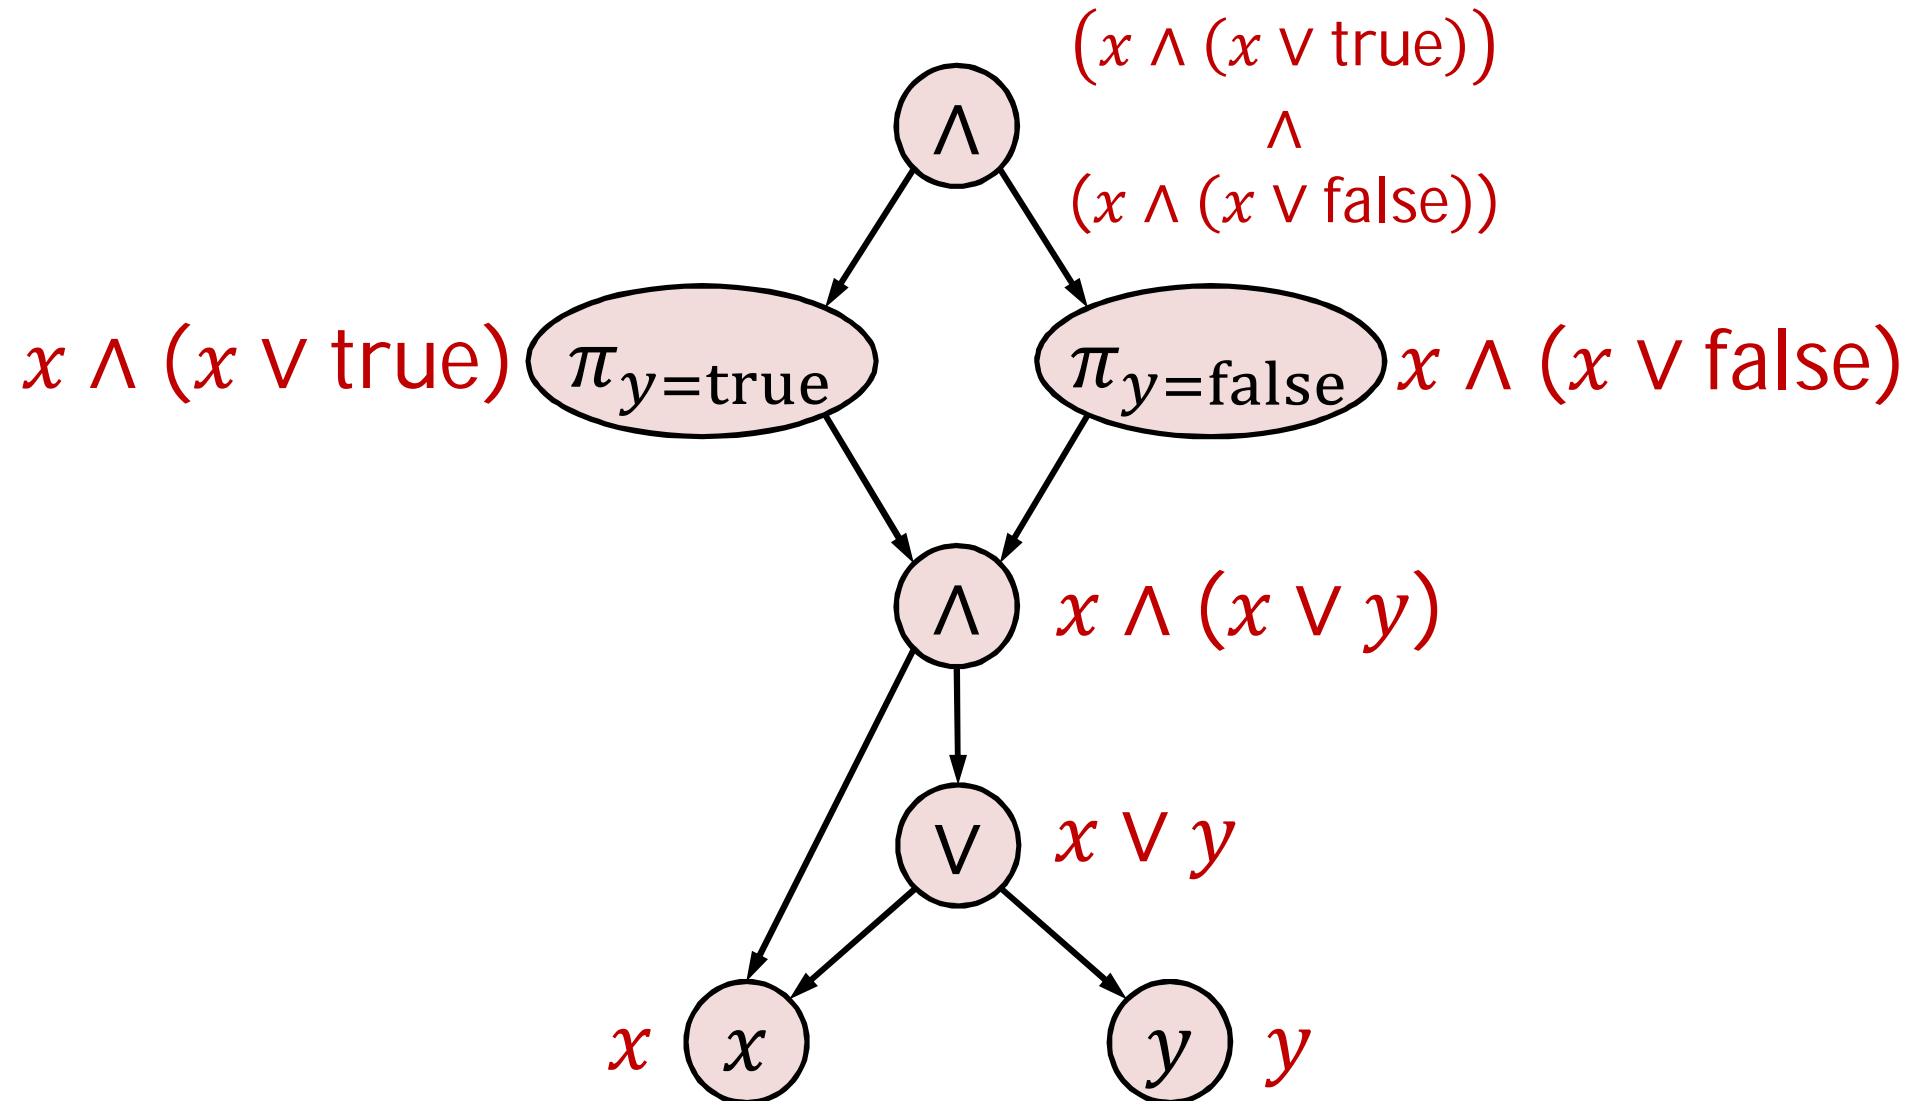 (x ∧ (x ∨ true))
∧
∧
(x ∧ (x ∨ false))
x ∧ (x ∨ true)
π_{y=true}
π_{y=false}
x ∧ (x ∨ false)
∧
x ∧ (x ∨ y)
∨
x ∨ y
x
x
y
y